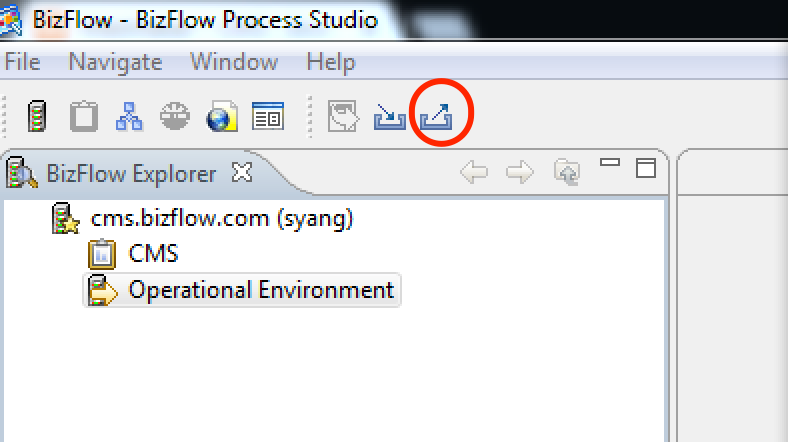 BizFlow - BizFlow Process Studio
File Navigate Window Help
BizFlow Explorer
cms.bizflow.com (syang)
CMS
Operational Environment